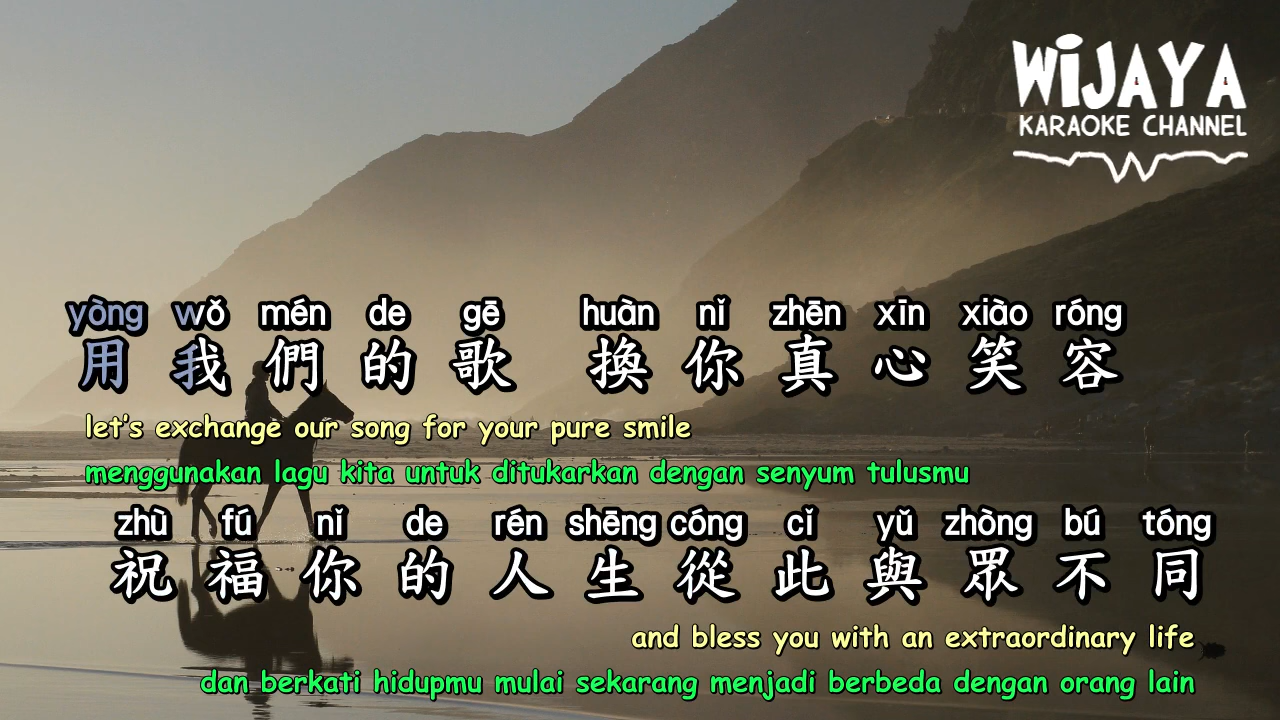 WiJAYA
KARAOKE CHANNEL
yòng wǒ mén de gē huàn nǐ zhēn xīn xiào róng
用我們的歌 換你真心笑容
let's exchange our song for your pure smile
menggunakan lagu kita untuk ditukarkan dengan senyum tulusmu
zhù fú nǐ de rén shēng cóng cǐ yǔ zhòng bú tóng
祝福你的人生從此與眾不同
and bless you with an extraordinary life
dan berkati hidupmu mulai sekarang menjadi berbeda dengan orang lain